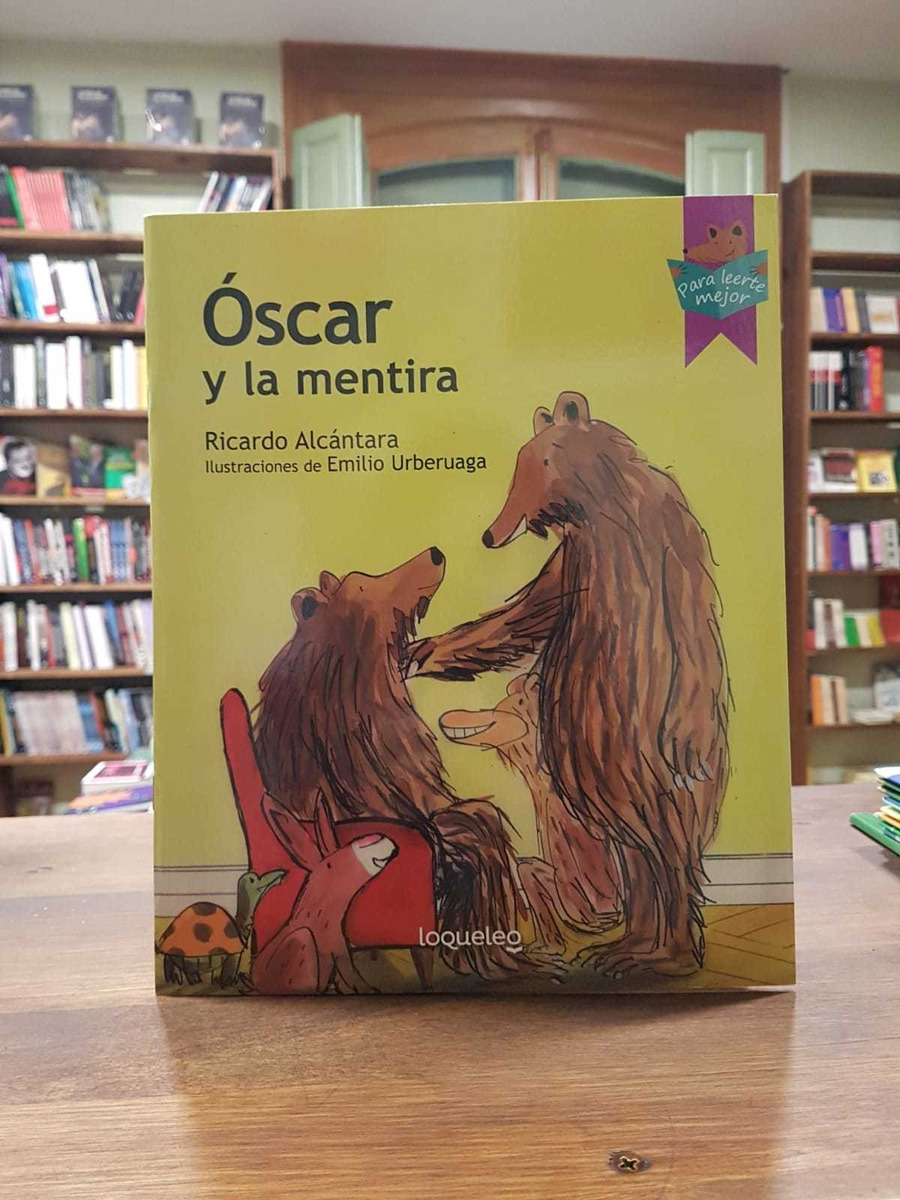 Óscar
y la mentira
Ricardo Alcántara
Ilustraciones de Emilio Urberuaga
Para leerte
mejor
loqueleo